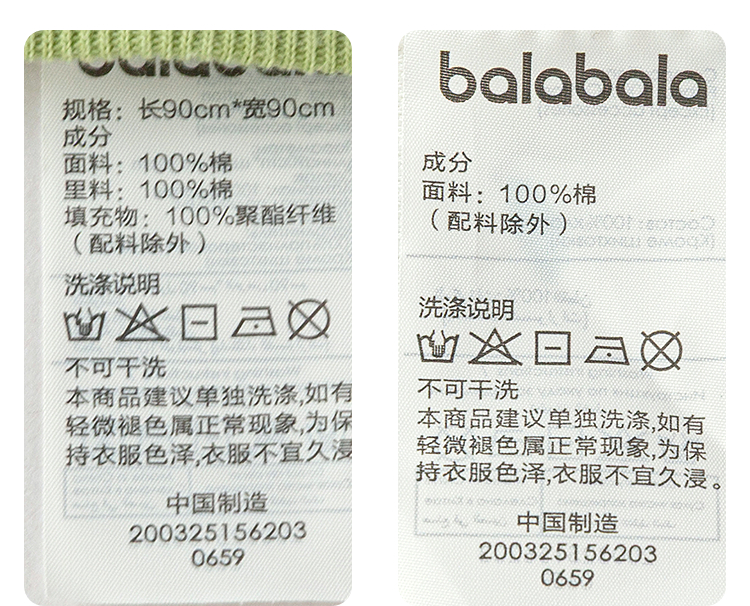 规格：长90cm*宽90cm
成分
面料：100%棉
里料：100%棉
填充物：100%聚酯纤维
（配料除外）
洗涤说明
不可干洗
本商品建议单独洗涤,如有
轻微褪色属正常现象,为保
持衣服色泽,衣服不宜久浸
中国制造
200325156203
0659
balabala
成分
面料：100%棉
（配料除外）
洗涤说明
不可干洗
本商品建议单独洗涤,如有
轻微褪色属正常现象,为保
持衣服色泽,衣服不宜久浸。
中国制造
200325156203
0659